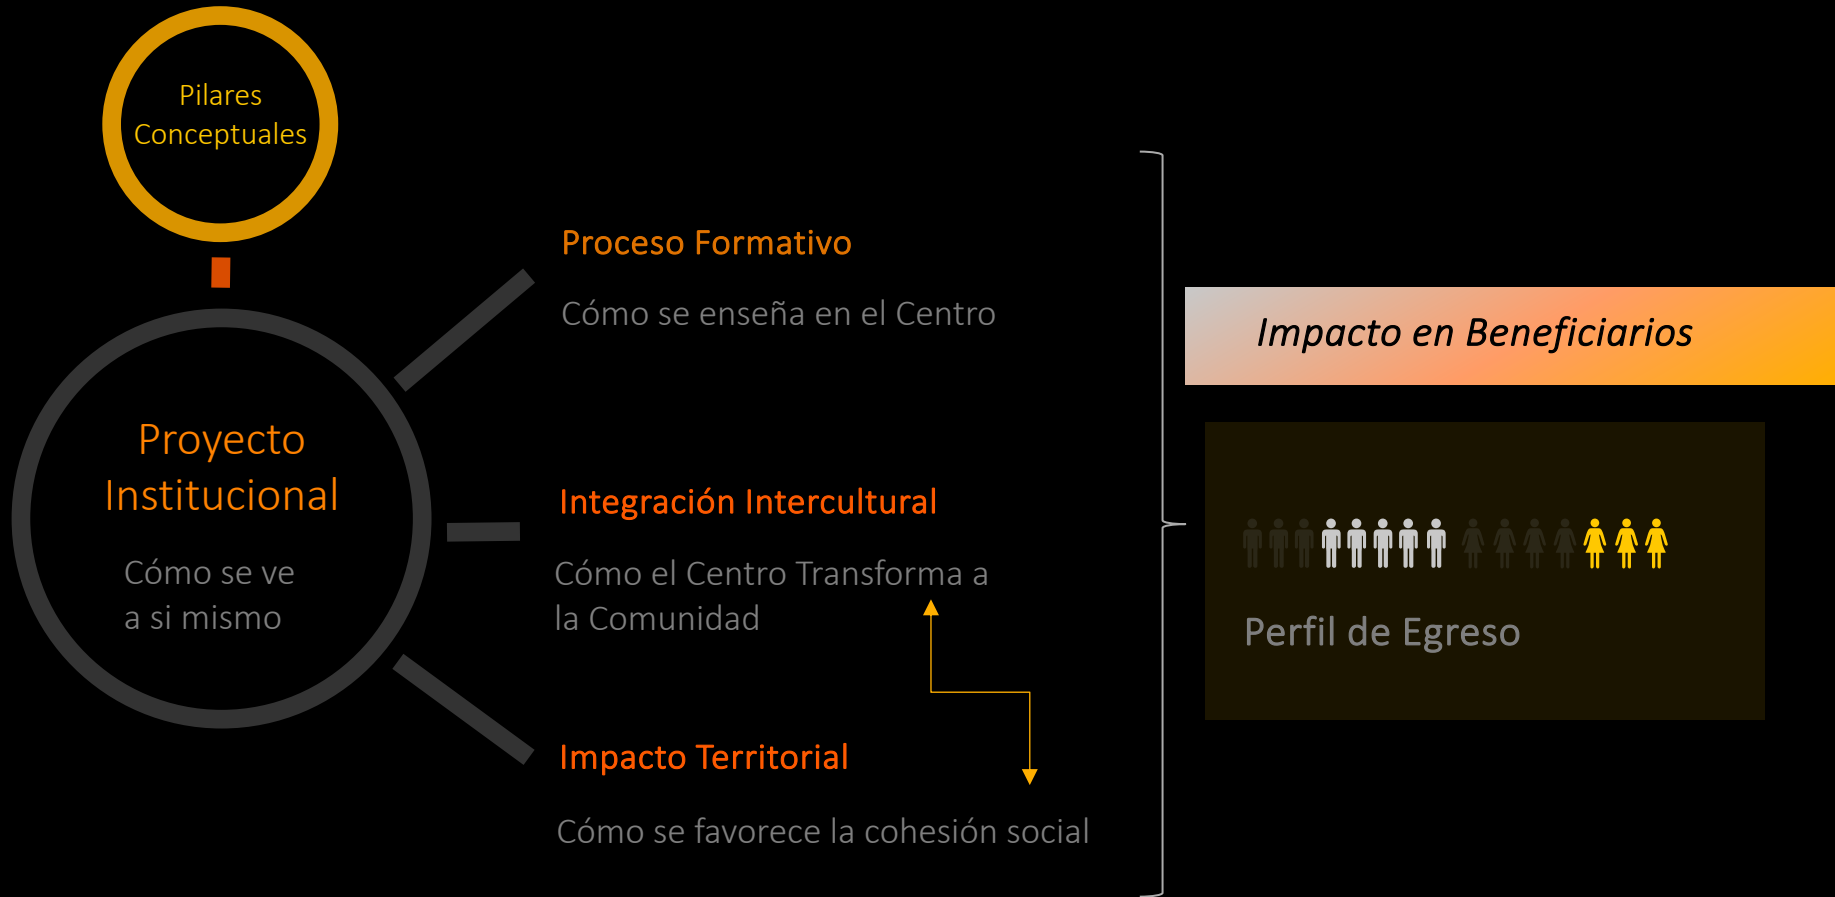 Pilares
Conceptuales
Proyecto
Institucional
Cómo se ve
a si mismo
Proceso Formativo
Cómo se enseña en el Centro
Integración Intercultural
Cómo el Centro Transforma a
la Comunidad
Impacto Territorial
Cómo se favorece la cohesión social
Impacto en Beneficiarios
Perfil de Egreso